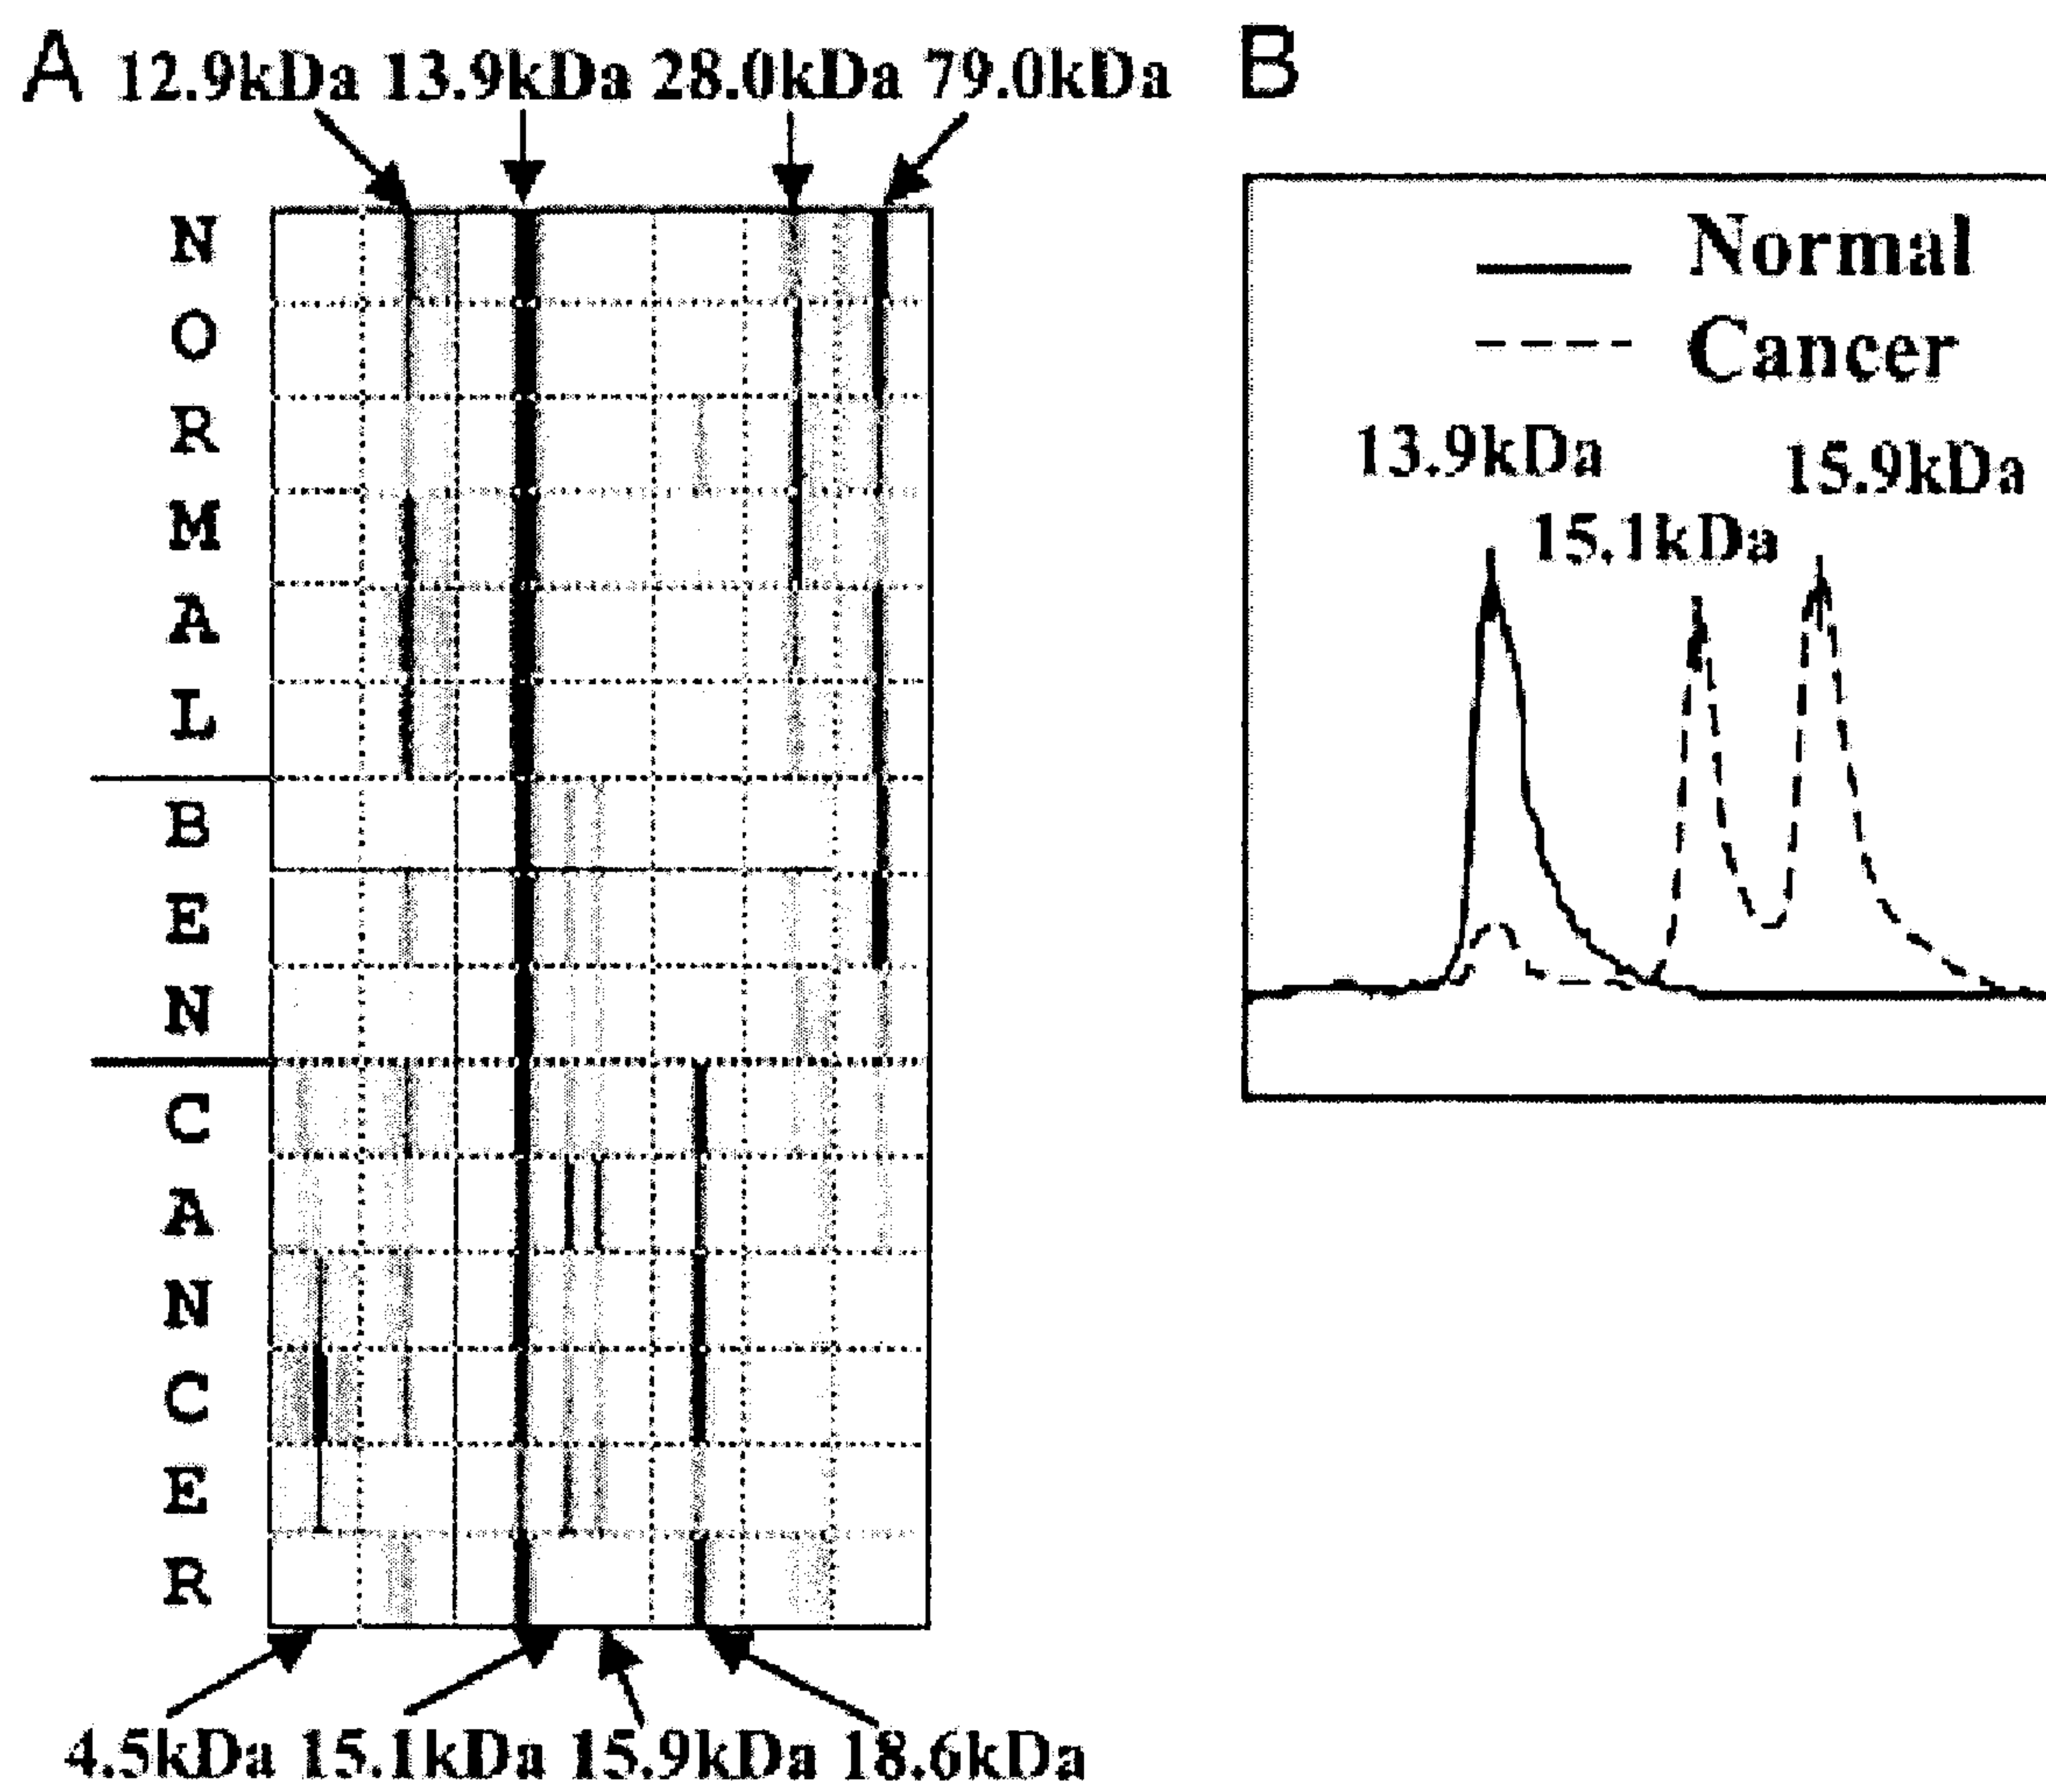 A
12.9kDa 13.9kDa 28.0kDa 79.0kDa
N
O
R
M
A
L
B
E
N
C
A
N
C
E
R
4.5kDa 15.1kDa 15.9kDa 18.6kDa
B
Normal
Cancer
13.9kDa
15.9kDa
15.1kDa